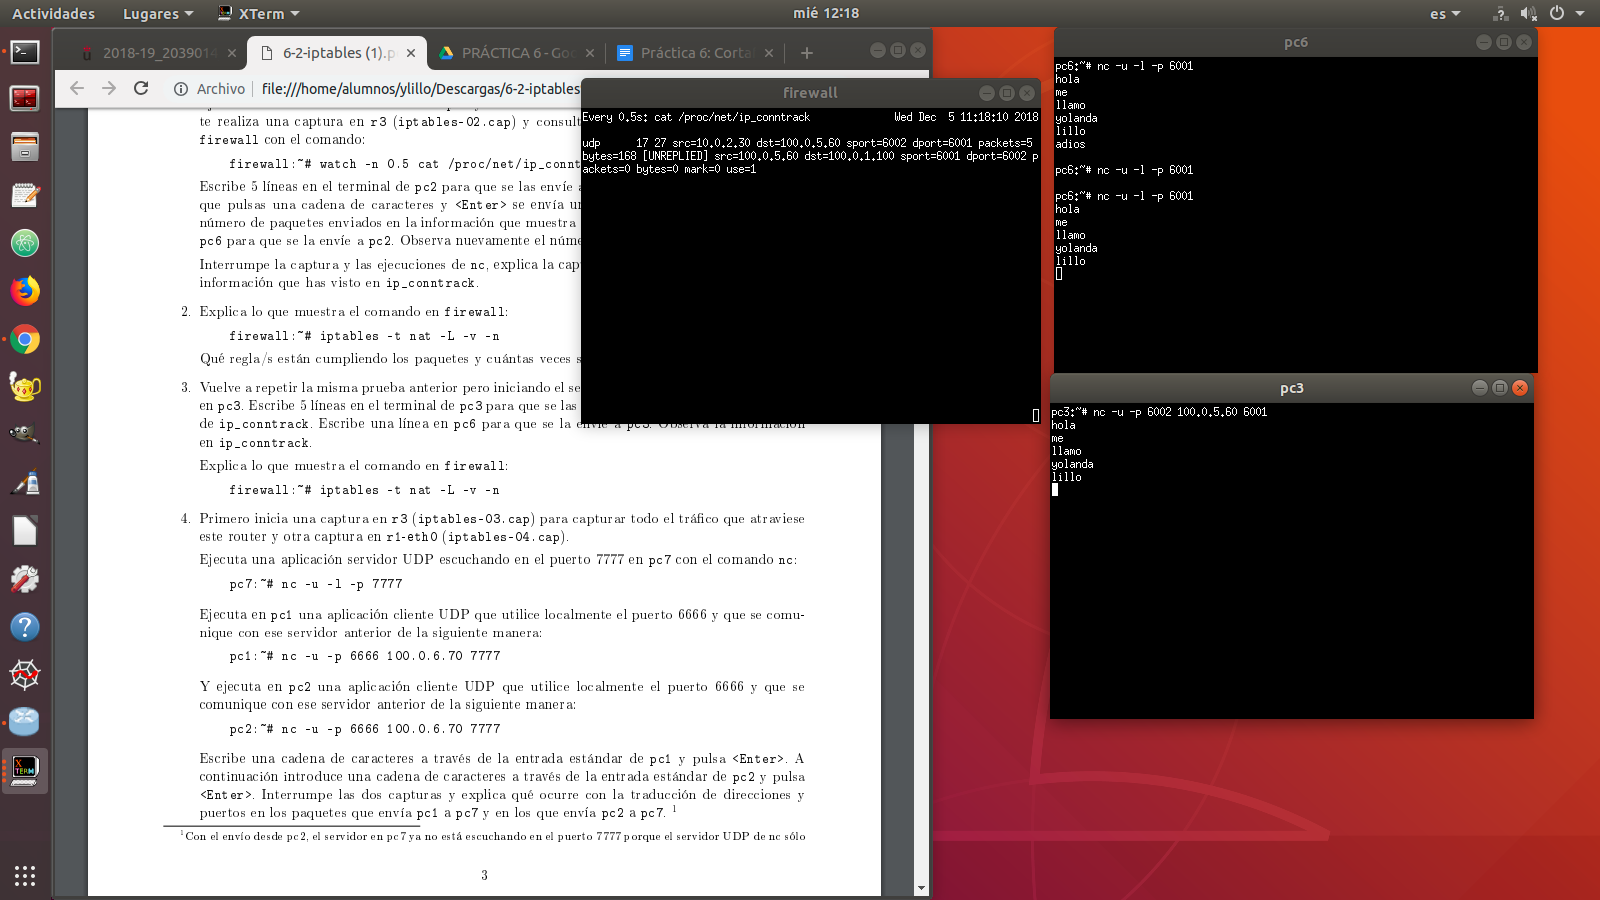 Actividades
Lugares
XTerm
mié 12:18
es
2018-19_203901
6-2-iptables (1).p
PRÁCTICA 6 - Goo
Práctica 6: Cortal
Archivo
file:///home/alumnos/ylillo/Descargas/6-2-iptables
te realiza una captura en r3 (iptables-02.cap) y consult
firewall con el comando:
firewall:~# watch -n 0.5 cat /proc/net/ip_connt
Escribe 5 líneas en el terminal de pc2 para que se las envíe a
que pulsas una cadena de caracteres y <Enter> se envía un
número de paquetes enviados en la información que muestra
pc6 para que se la envíe a pc2. Observa nuevamente el núme
Interrumpe la captura y las ejecuciones de nc, explica la cap
información que has visto en ip_conntrack.
2. Explica lo que muestra el comando en firewall:
firewall:~# iptables -t nat -L -v -n
Qué regla/s están cumpliendo los paquetes y cuántas veces s
3. Vuelve a repetir la misma prueba anterior pero iniciando el se
en pc3. Escribe 5 líneas en el terminal de pc3 para que se las
de ip_conntrack. Escribe una línea en pc6 para que se la envíe a pc3. Observa la información
en ip_conntrack.
Explica lo que muestra el comando en firewall:
firewall:~# iptables -t nat -L -v -n
4. Primero inicia una captura en r3 (iptables-03.cap) para capturar todo el tráfico que atraviese
este router y otra captura en r1-eth0 (iptables-04.cap).
Ejecuta una aplicación servidor UDP escuchando en el puerto 7777 en pc7 con el comando nc:
pc7:~# nc -u -l -p 7777
Ejecuta en pc1 una aplicación cliente UDP que utilice localmente el puerto 6666 y que se comu-
nique con ese servidor anterior de la siguiente manera:
pc1:~# nc -u -p 6666 100.0.6.70 7777
Y ejecuta en pc2 una aplicación cliente UDP que utilice localmente el puerto 6666 y que se
comunique con ese servidor anterior de la siguiente manera:
pc2:~# nc -u -p 6666 100.0.6.70 7777
Escribe una cadena de caracteres a través de la entrada estándar de pc1 y pulsa <Enter>. A
continuación introduce una cadena de caracteres a través de la entrada estándar de pc2 y pulsa
<Enter>. Interrumpe las dos capturas y explica qué ocurre con la traducción de direcciones y
puertos en los paquetes que envía pc1 a pc7 y en los que envía pc2 a pc7. 1
1Con el envío desde pc2, el servidor en pc7 ya no está escuchando en el puerto 7777 porque el servidor UDP de nc sólo
3
firewall
Every 0.5s: cat /proc/net/ip_conntrack Wed Dec 5 11:18:10 2018
udp 17 27 src=10.0.2.30 dst=100.0.5.60 sport=6002 dport=6001 packets=5
bytes=168 [UNREPLIED] src=100.0.5.60 dst=100.0.1.100 sport=6001 dport=6002 p
ackets=0 bytes=0 mark=0 use=1
pc6
pc6:~# nc -u -l -p 6001
hola
me
llamo
yolanda
lillo
adios
pc6:~# nc -u -l -p 6001
pc6:~# nc -u -l -p 6001
hola
me
llamo
yolanda
lillo
pc3
pc3:~# nc -u -p 6002 100.0.5.60 6001
hola
me
llamo
yolanda
lillo